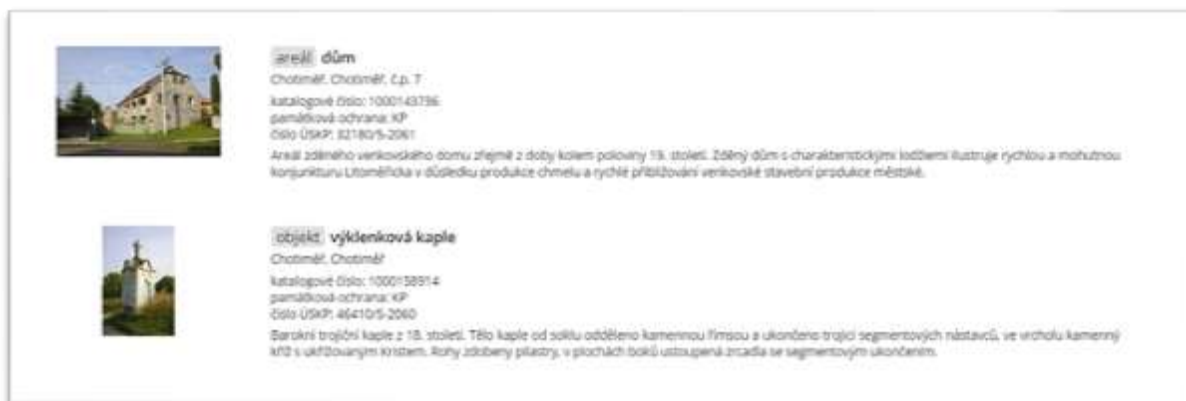 areál dům
Chotiměř, Chotiměř, č.p. 7
katalogové číslo: 1000143736
památková ochrana: KP
číslo ÚSKP: 32180/5-2061
Areál zděného venkovského domu zřejmě z doby kolem poloviny 19. století. Zděný dům s charakteristickými lodžiemi ilustruje rychlou a mohutnou
konjunkturu Litoměřicka v důsledku produkce chmelu a rychlé přibližování venkovské stavební produkce městské.
objekt výklenková kaple
Chotiměř, Chotiměř
katalogové číslo: 1000158914
památková ochrana: KP
číslo ÚSKP: 46410/5-2060
Barokní trojiční kaple z 18. století. Tělo kaple od soklu odděleno kamennou římsou a ukončeno trojicí segmentových nástavců, ve vrcholu kamenný
kříž s ukřižovaným Kristem. Rohy zdobeny pilastry, v plochách boků ustoupená zrcadla se segmentovým ukončením.